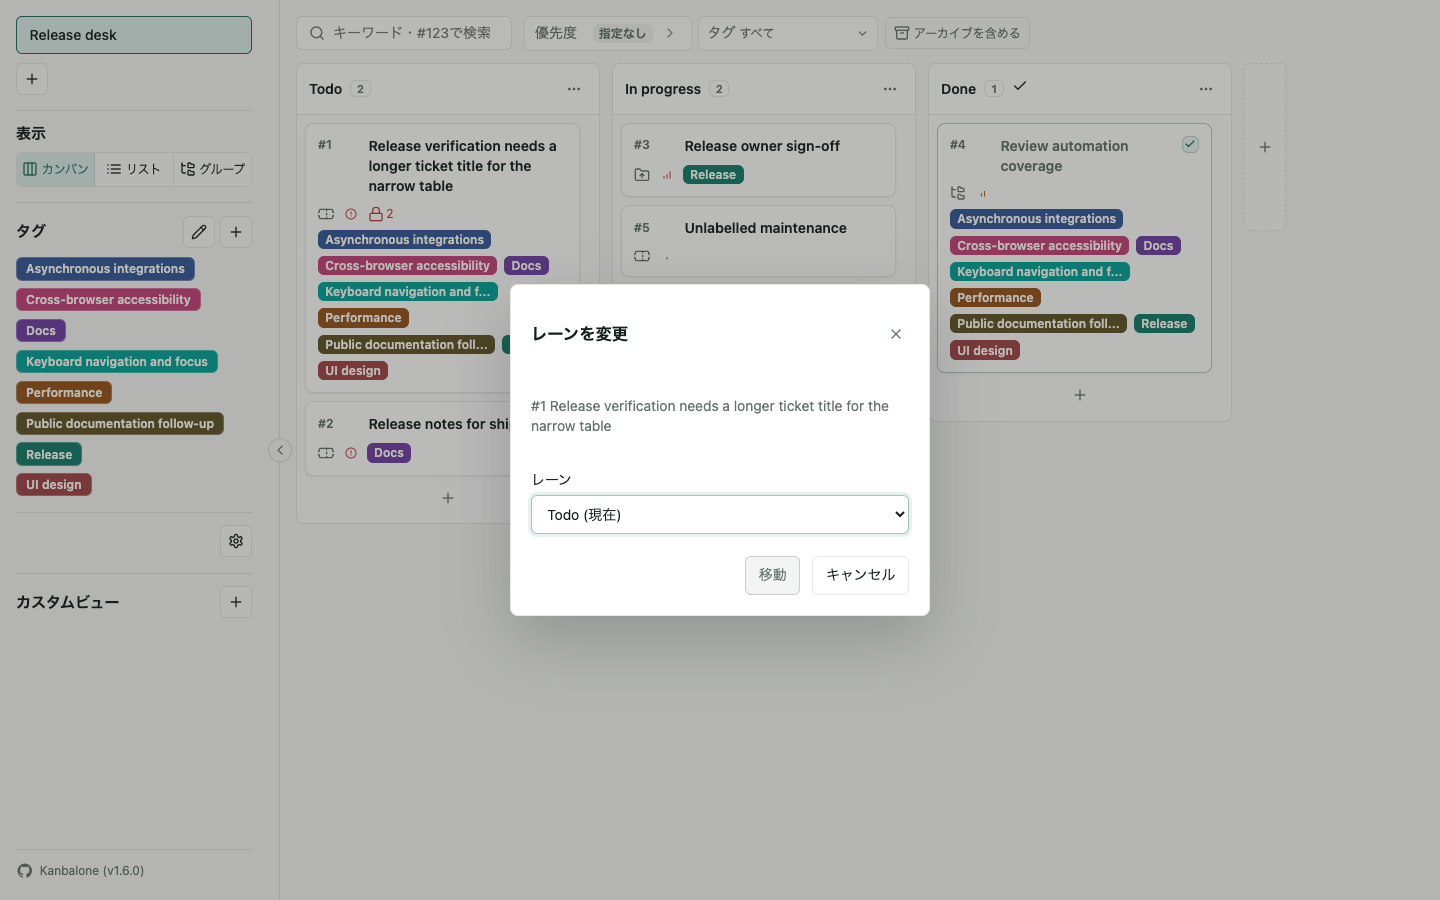 Release desk
表示
カンバン
リスト
グループ
タグ
Asynchronous integrations
Cross-browser accessibility
Docs
Keyboard navigation and focus
Performance
Public documentation follow-up
Release
UI design
カスタムビュー
Kanbalone (v1.6.0)
キーワード・#123で検索
優先度 指定なし
タグ すべて
アーカイブを含める
Todo 2
#1 Release verification needs a
longer ticket title for the
narrow table
2
Asynchronous integrations
Cross-browser accessibility Docs
Keyboard navigation and f...
Performance
Public documentation foll...
UI design
#2 Release notes for shi
Docs
In progress 2
#3 Release owner sign-off
Release
#5 Unlabelled maintenance
Done 1
#4 Review automation
coverage
Asynchronous integrations
Cross-browser accessibility Docs
Keyboard navigation and f...
Performance
Public documentation foll... Release
UI design
レーンを変更
#1 Release verification needs a longer ticket title for the
narrow table
レーン
Todo (現在)
移動
キャンセル